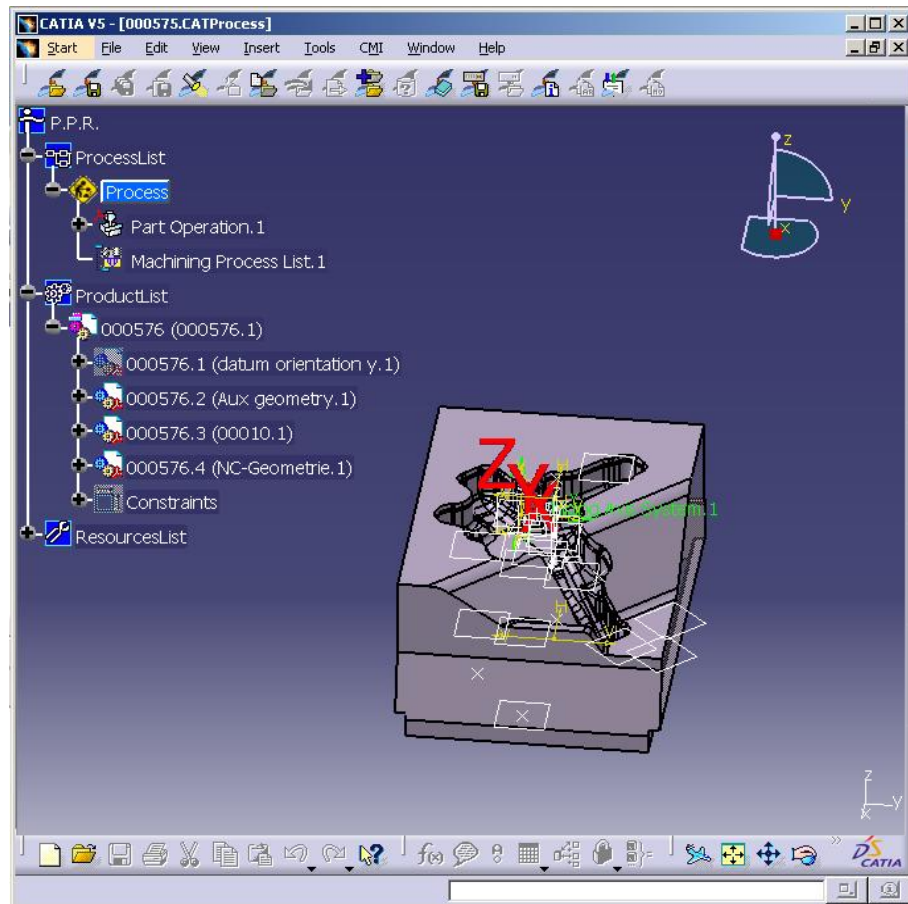 CATIA V5 - [000575.CATProcess]
Start File Edit View Insert Tools CMI Window Help
P.P.R.
ProcessList
Process
Part Operation.1
Machining Process List.1
ProductList
000576 (000576.1)
000576.1 (datum orientation y.1)
000576.2 (Aux geometry.1)
000576.3 (00010.1)
000576.4 (NC-Geometrie.1)
Constraints
ResourcesList
z
y
x
Z
System.1
H
V
z
y
x
f(x)
DS
CATIA